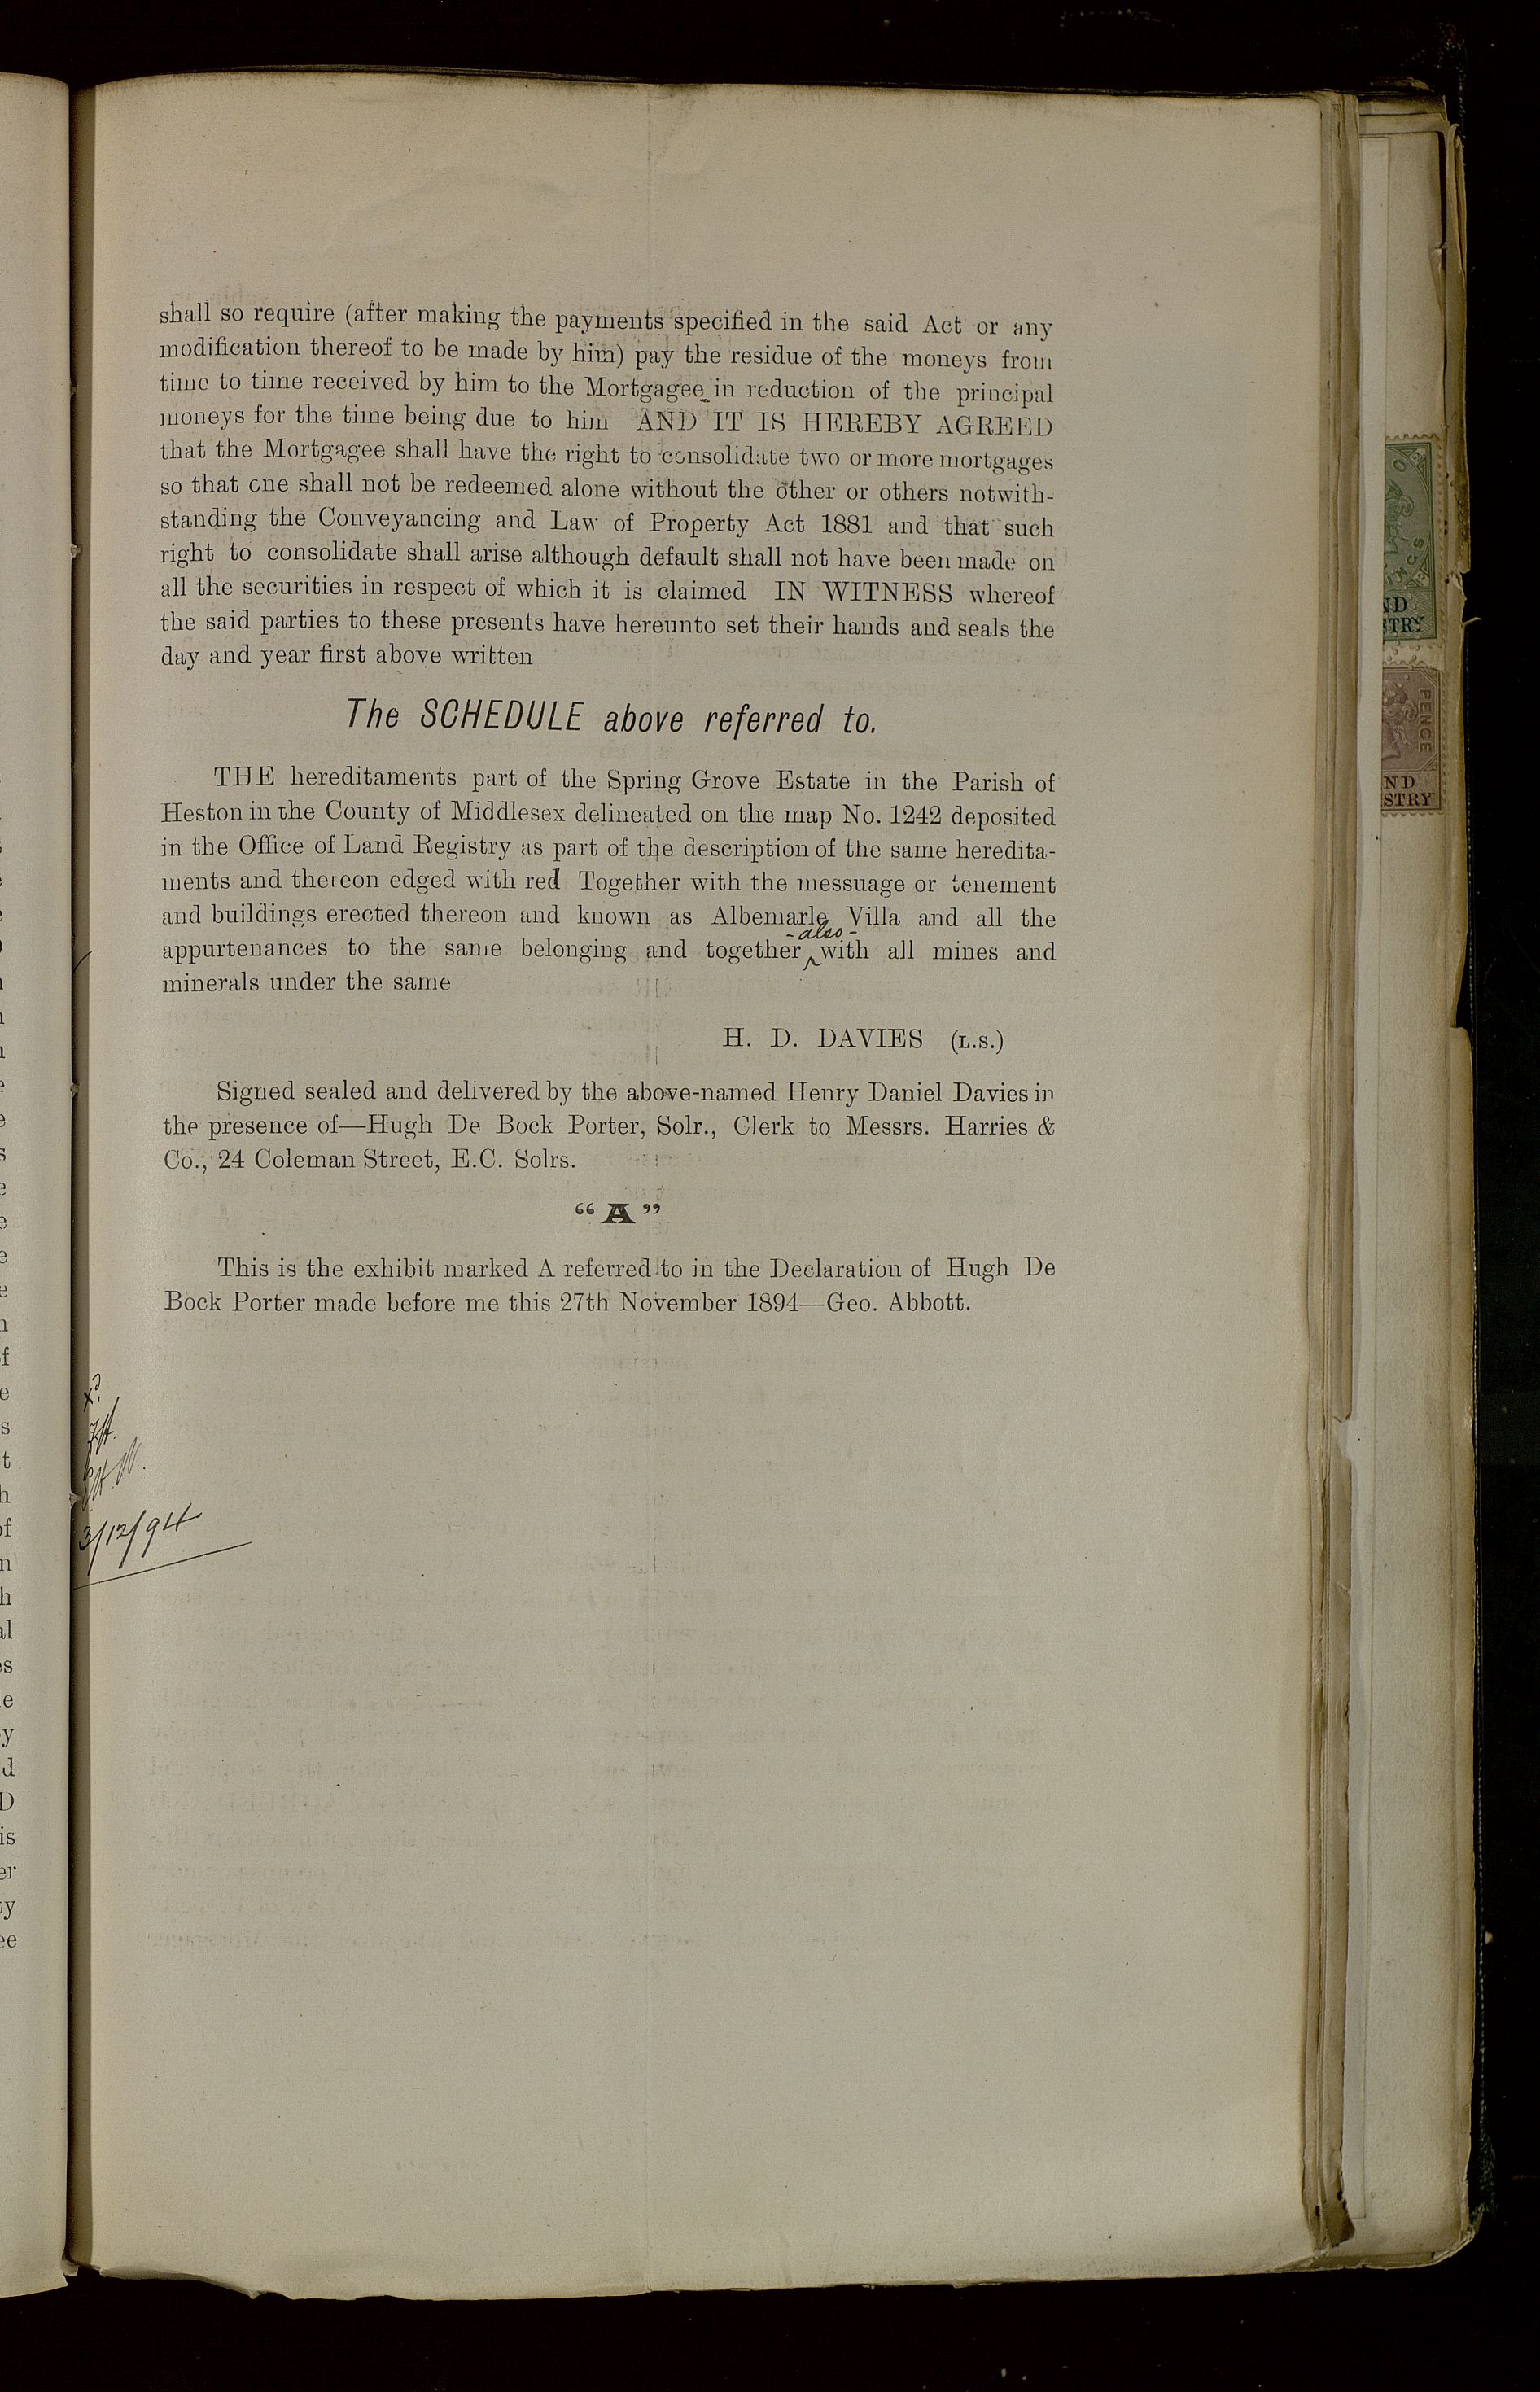 shall so require (after making the payments specified in the said Act or any
modification thereof to be made by him) pay the residue of the moneys from
time to time received by him to the Mortgagee in reduction of the principal
moneys for the time being due to him AND IT IS HEREBY AGREED
that the Mortgagee shall have the right to consolidate two or more mortgages
so that one shall not be redeemed alone without the other or others notwith-
standing the Conveyancing and Law of Property Act 1881 and that such
right to consolidate shall arise although default shall not have been made on
all the securities in respect of which it is claimed IN WITNESS whereof
the said parties to these presents have hereunto set their hands and seals the
day and year first above written
The SCHEDULE above referred to.
THE hereditaments part of the Spring Grove Estate in the Parish of
Heston in the County of Middlesex delineated on the map No. 1242 deposited
in the Office of Land Registry as part of the description of the same heredita-
ments and thereon edged with red Together with the messuage or tenement
and buildings erected thereon and known as Albemarle Villa and all the
-also-
appurtenances to the same belonging and together with all mines and
minerals under the same
H. D. DAVIES (L.S.)
Signed sealed and delivered by the above-named Henry Daniel Davies in
the presence of—Hugh De Bock Porter, Solr., Clerk to Messrs. Harries &
Co., 24 Coleman Street, E.C. Solrs.
"A"
This is the exhibit marked A referred to in the Declaration of Hugh De
Bock Porter made before me this 27th November 1894—Geo. Abbott.
3/12/94
PENCE